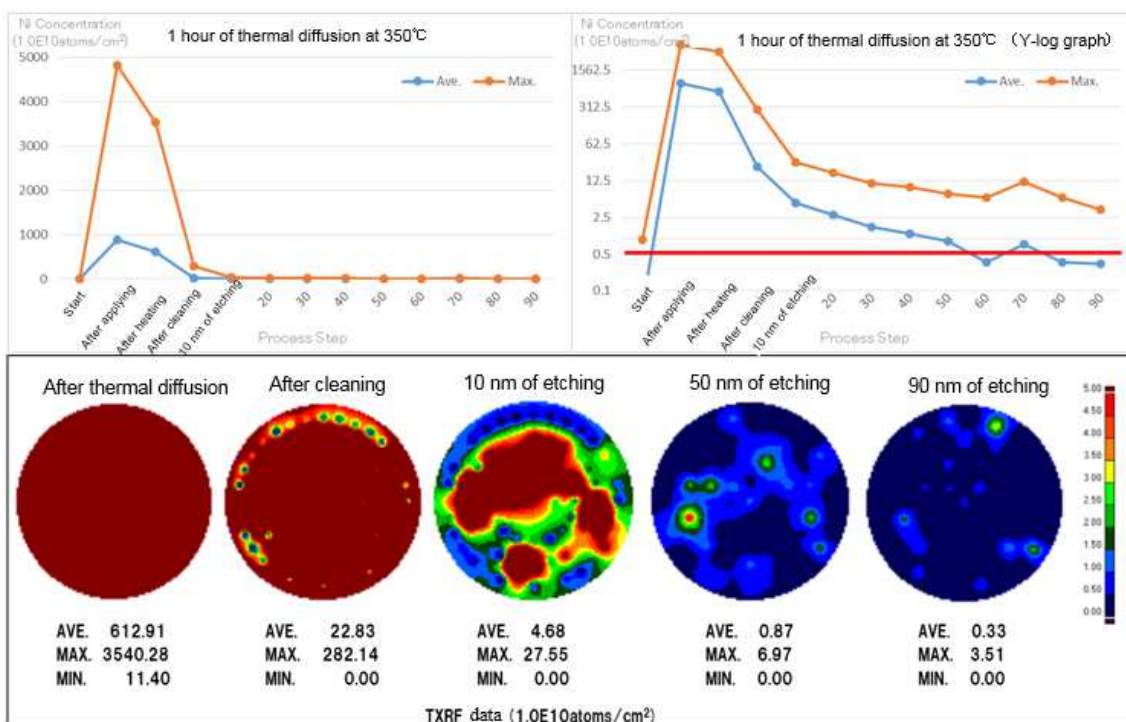 Ni Concentration
(1.0E10atoms/cm²)
1 hour of thermal diffusion at 350℃
Ave. Max.
5000
4000
3000
2000
1000
0
Start
After applying
After heating
After cleaning
10 nm of etching
20
30
40
50
60
70
80
90
Process Step
Ni Concentration
(1.0E10atoms/cm²)
1 hour of thermal diffusion at 350℃ （Y-log graph）
Ave. Max.
1562.5
312.5
62.5
12.5
2.5
0.5
0.1
Start
After applying
After heating
After cleaning
10 nm of etching
20
30
40
50
60
70
80
90
Process Step
After thermal diffusion
After cleaning
10 nm of etching
50 nm of etching
90 nm of etching
5.00
4.50
4.00
3.50
3.00
2.50
2.00
1.50
1.00
0.50
0.00
AVE. 612.91
MAX. 3540.28
MIN. 11.40
AVE. 22.83
MAX. 282.14
MIN. 0.00
AVE. 4.68
MAX. 27.55
MIN. 0.00
AVE. 0.87
MAX. 6.97
MIN. 0.00
AVE. 0.33
MAX. 3.51
MIN. 0.00
TXRF data (1.0E10atoms/cm²)